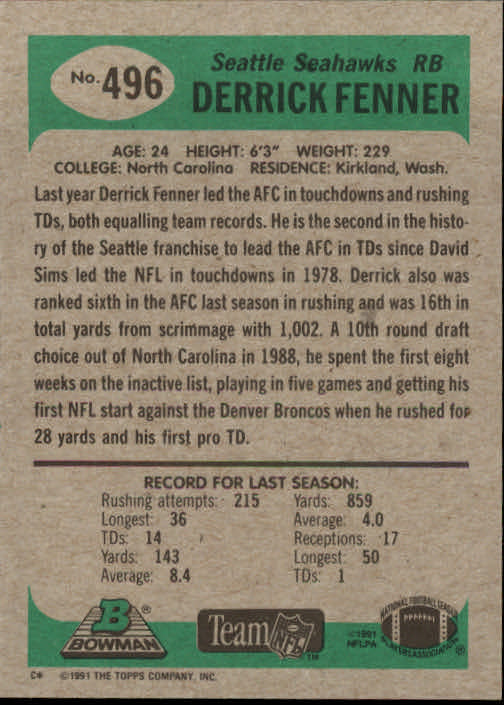 No. 496
Seattle Seahawks RB
DERRICK FENNER
AGE: 24 HEIGHT: 6'3" WEIGHT: 229
COLLEGE: North Carolina RESIDENCE: Kirkland, Wash.
Last year Derrick Fenner led the AFC in touchdowns and rushing
TDs, both equalling team records. He is the second in the histo-
ry of the Seattle franchise to lead the AFC in TDs since David
Sims led the NFL in touchdowns in 1978. Derrick also was
ranked sixth in the AFC last season in rushing and was 16th in
total yards from scrimmage with 1,002. A 10th round draft
choice out of North Carolina in 1988, he spent the first eight
weeks on the inactive list, playing in five games and getting his
first NFL start against the Denver Broncos when he rushed for
28 yards and his first pro TD.
RECORD FOR LAST SEASON:
Rushing attempts: 215 Yards: 859
Longest: 36 Average: 4.0
TDs: 14 Receptions: 17
Yards: 143 Longest: 50
Average: 8.4 TDs: 1
B®
BOWMAN
Team NFL™
©1991
NFLPA
NATIONAL FOOTBALL LEAGUE
PLAYERS ASSOCIATION ®
C* ©1991 THE TOPPS COMPANY, INC.